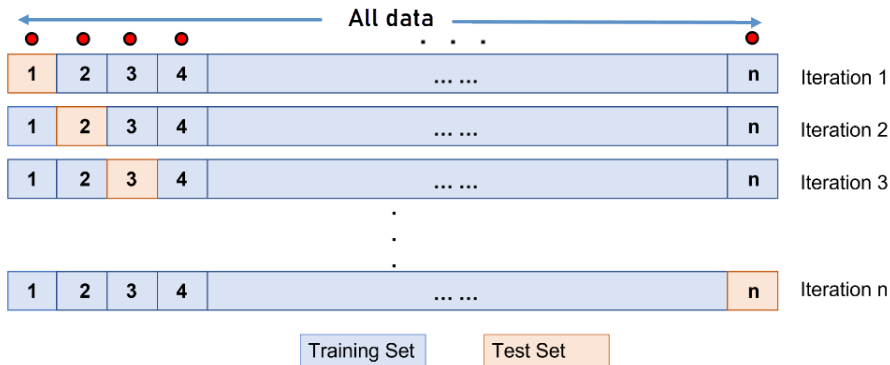 All data
. . .
1 2 3 4 ... ... n Iteration 1
1 2 3 4 ... ... n Iteration 2
1 2 3 4 ... ... n Iteration 3
.
.
.
1 2 3 4 ... ... n Iteration n
Training Set Test Set